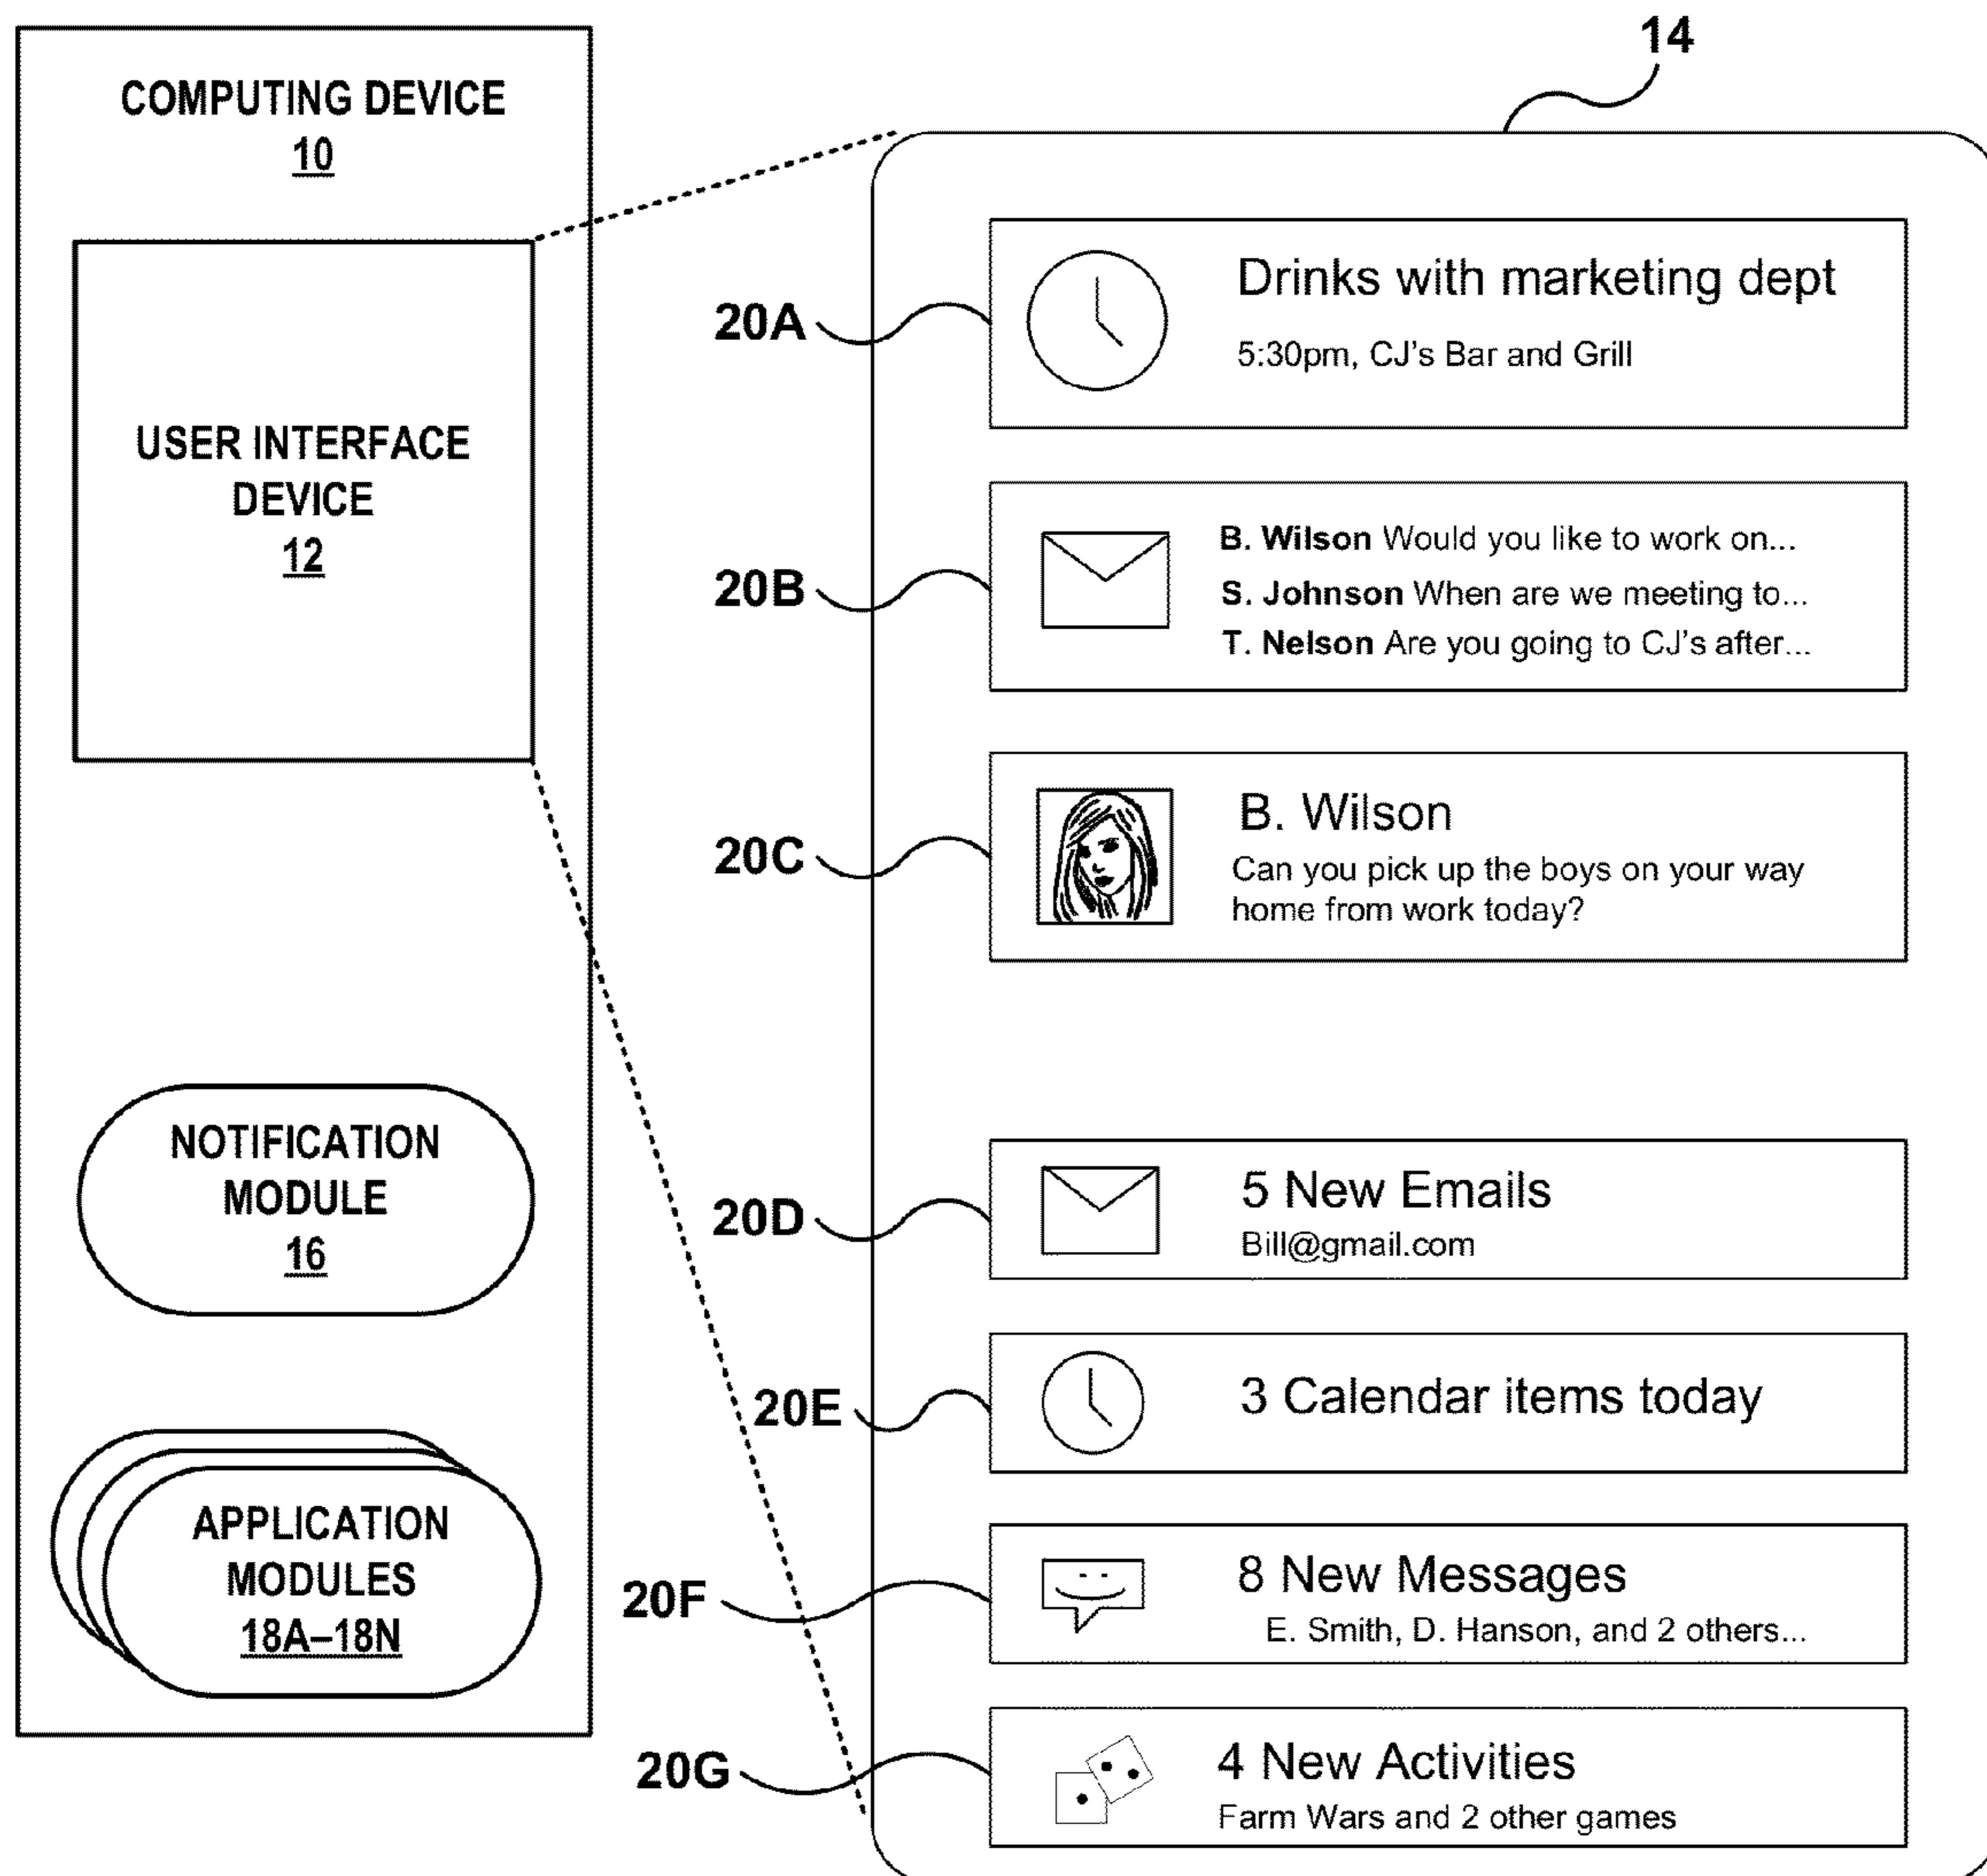 COMPUTING DEVICE
10
USER INTERFACE
DEVICE
12
NOTIFICATION
MODULE
16
APPLICATION
MODULES
18A–18N
14
20A
Drinks with marketing dept
5:30pm, CJ's Bar and Grill
20B
B. Wilson Would you like to work on...
S. Johnson When are we meeting to...
T. Nelson Are you going to CJ's after...
20C
B. Wilson
Can you pick up the boys on your way
home from work today?
20D
5 New Emails
Bill@gmail.com
20E
3 Calendar items today
20F
8 New Messages
E. Smith, D. Hanson, and 2 others...
20G
4 New Activities
Farm Wars and 2 other games